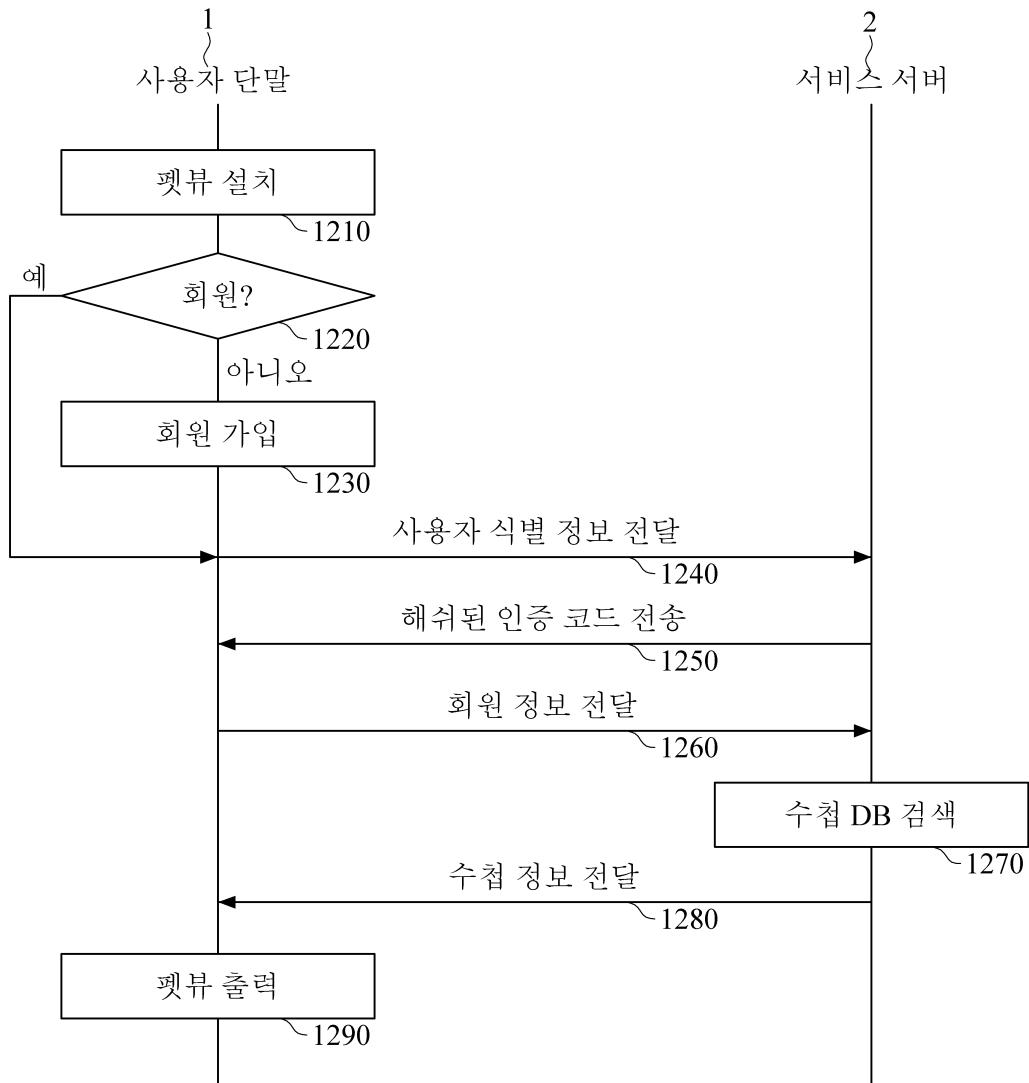 1
2
사용자 단말
서비스 서버
펫뷰 설치
1210
예
회원?
1220
아니오
회원 가입
1230
사용자 식별 정보 전달
1240
해쉬된 인증 코드 전송
1250
회원 정보 전달
1260
수첩 DB 검색
1270
수첩 정보 전달
1280
펫뷰 출력
1290